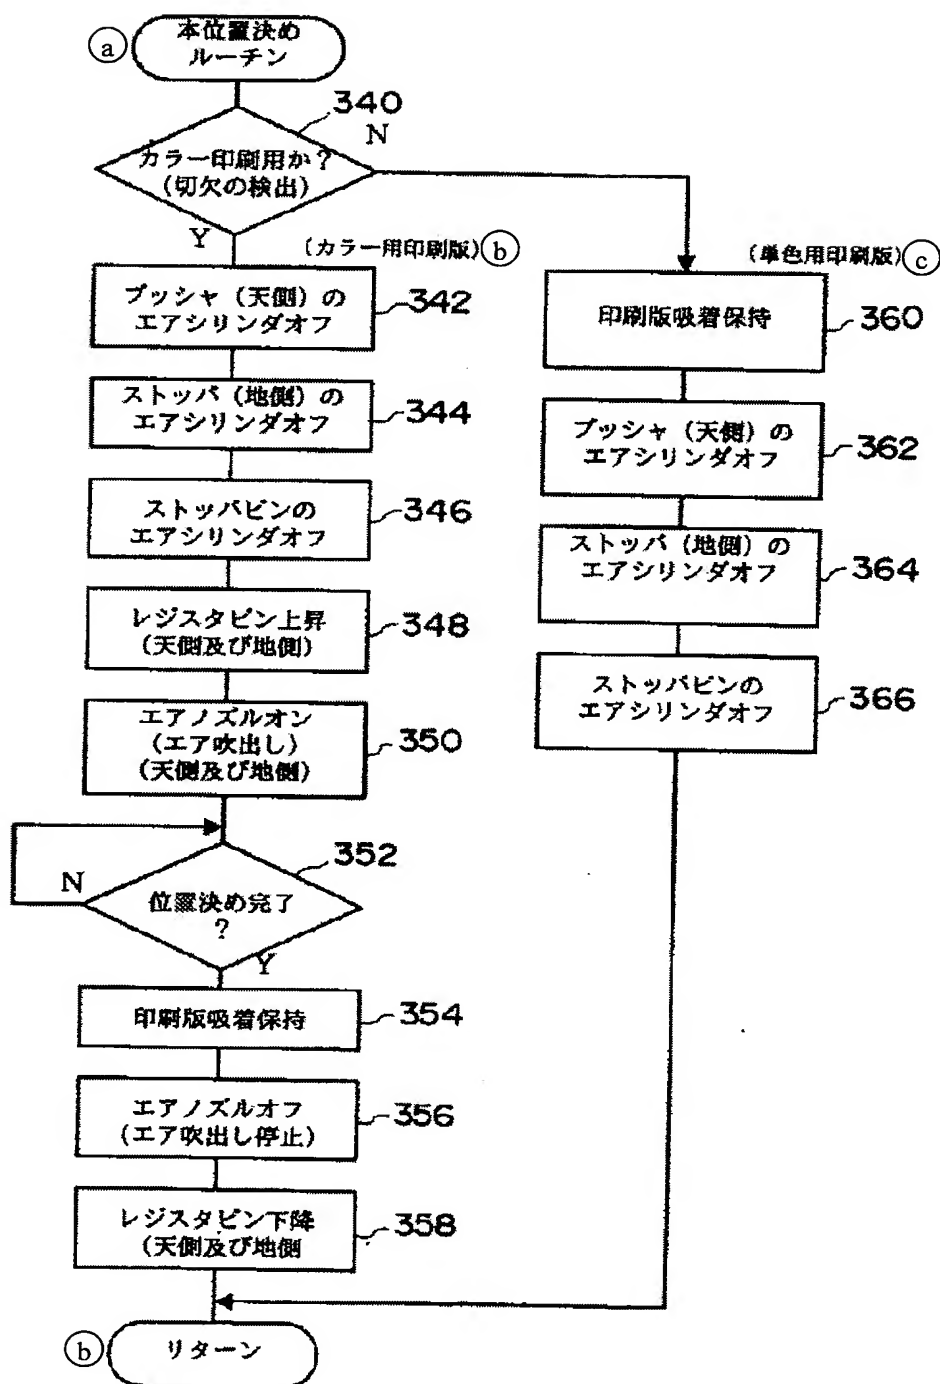 ⓐ
本位置決め
ルーチン
340
N
カラー印刷用か?
(切欠の検出)
Y
(カラー用印刷版)ⓑ
プッシャ(天側)の
エアシリンダオフ
342
ストッパ(地側)の
エアシリンダオフ
344
ストッパピンの
エアシリンダオフ
346
レジスタピン上昇
(天側及び地側)
348
エアノズルオン
(エア吹出し)
(天側及び地側)
350
352
N
位置決め完了
?
Y
印刷版吸着保持
354
エアノズルオフ
(エア吹出し停止)
356
レジスタピン下降
(天側及び地側
358
ⓑ
リターン
(単色用印刷版)ⓒ
印刷版吸着保持
360
プッシャ(天側)の
エアシリンダオフ
362
ストッパ(地側)の
エアシリンダオフ
364
ストッパピンの
エアシリンダオフ
366